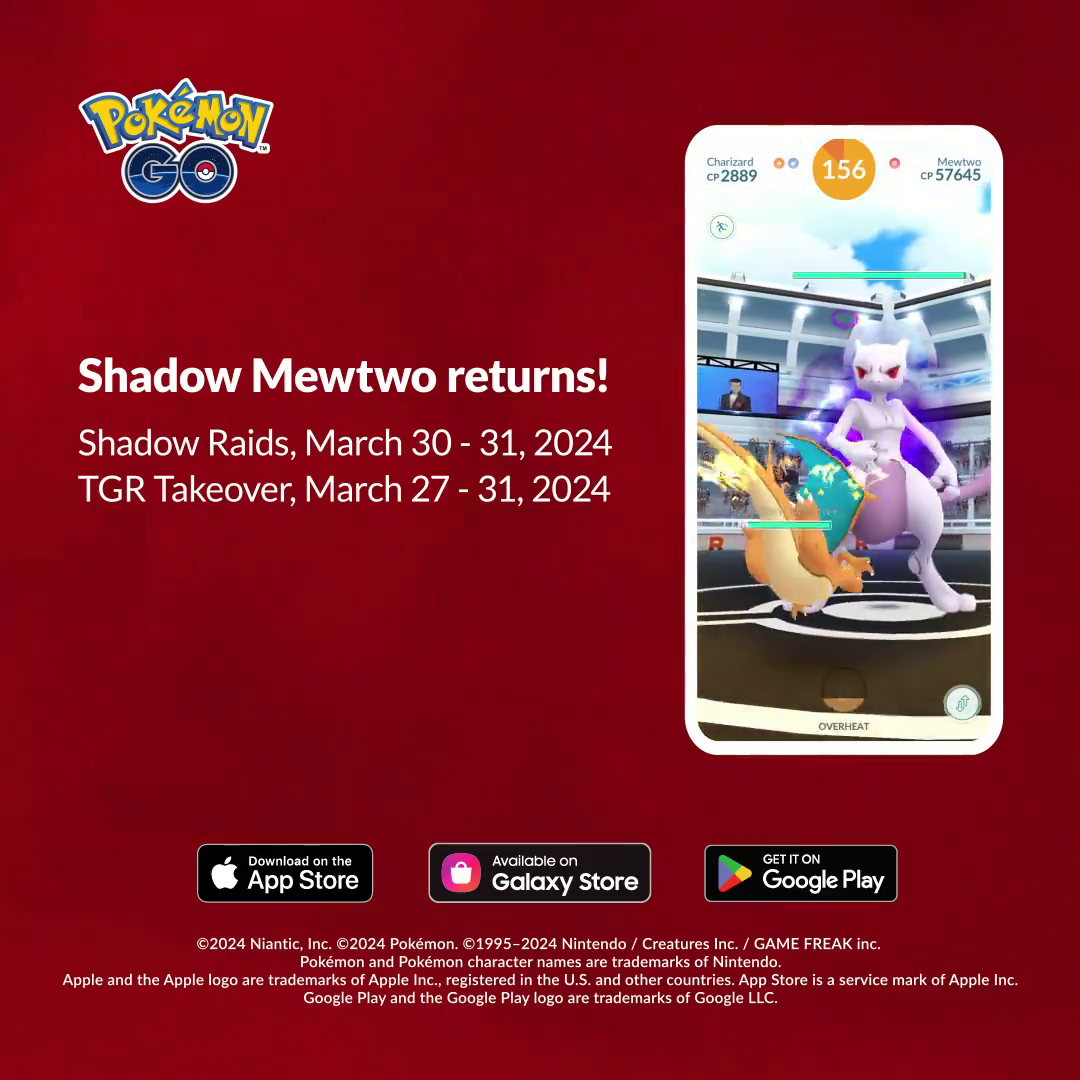 POKÉMON
GO
TM
Shadow Mewtwo returns!
Shadow Raids, March 30 - 31, 2024
TGR Takeover, March 27 - 31, 2024
Charizard
CP 2889
156
Mewtwo
CP 57645
R
OVERHEAT
Download on the
App Store
Available on
Galaxy Store
GET IT ON
Google Play
©2024 Niantic, Inc. ©2024 Pokémon. ©1995–2024 Nintendo / Creatures Inc. / GAME FREAK inc.
Pokémon and Pokémon character names are trademarks of Nintendo.
Apple and the Apple logo are trademarks of Apple Inc., registered in the U.S. and other countries. App Store is a service mark of Apple Inc.
Google Play and the Google Play logo are trademarks of Google LLC.